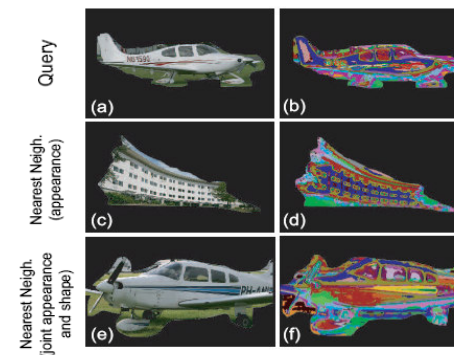 Query
(a)
(b)
Nearest Neigh.
(appearance)
(c)
(d)
Nearest Neigh.
(joint appearance
and shape)
(e)
(f)